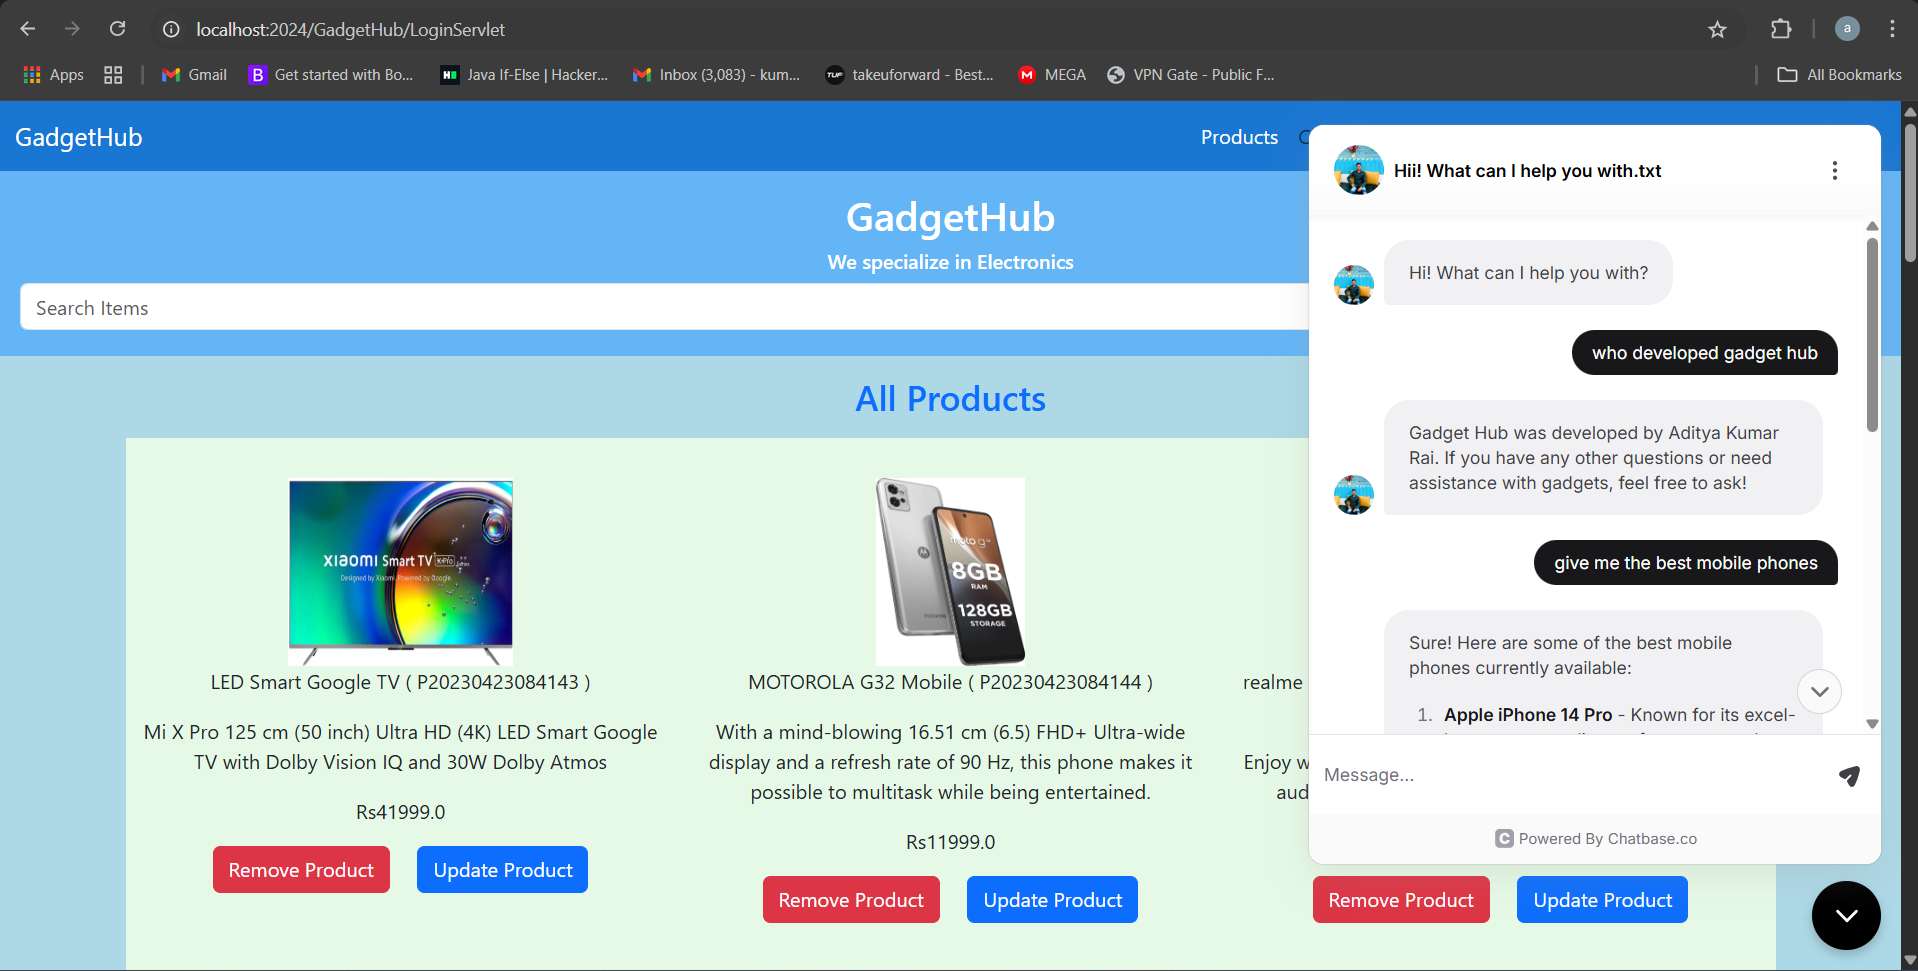 localhost:2024/GadgetHub/LoginServlet
a
Apps
Gmail
B
Get started with Bo...
Java If-Else | Hacker...
Inbox (3,083) - kum...
TUF
takeuforward - Best...
M
MEGA
VPN Gate - Public F...
All Bookmarks
GadgetHub
Products
GadgetHub
We specialize in Electronics
Search Items
All Products
XIAOMI Smart TV X Pro Series
Designed by Xiaomi. Powered by Google.
LED Smart Google TV ( P20230423084143 )
Mi X Pro 125 cm (50 inch) Ultra HD (4K) LED Smart Google
TV with Dolby Vision IQ and 30W Dolby Atmos
Rs41999.0
Remove Product
Update Product
8GB
RAM
128GB
STORAGE
MOTOROLA G32 Mobile ( P20230423084144 )
With a mind-blowing 16.51 cm (6.5) FHD+ Ultra-wide
display and a refresh rate of 90 Hz, this phone makes it
possible to multitask while being entertained.
Rs11999.0
Remove Product
Update Product
realme
Enjoy w
aud
Remove Product
Update Product
Hii! What can I help you with.txt
Hi! What can I help you with?
who developed gadget hub
Gadget Hub was developed by Aditya Kumar
Rai. If you have any other questions or need
assistance with gadgets, feel free to ask!
give me the best mobile phones
Sure! Here are some of the best mobile
phones currently available:
1. Apple iPhone 14 Pro - Known for its excel-
Message...
C Powered By Chatbase.co